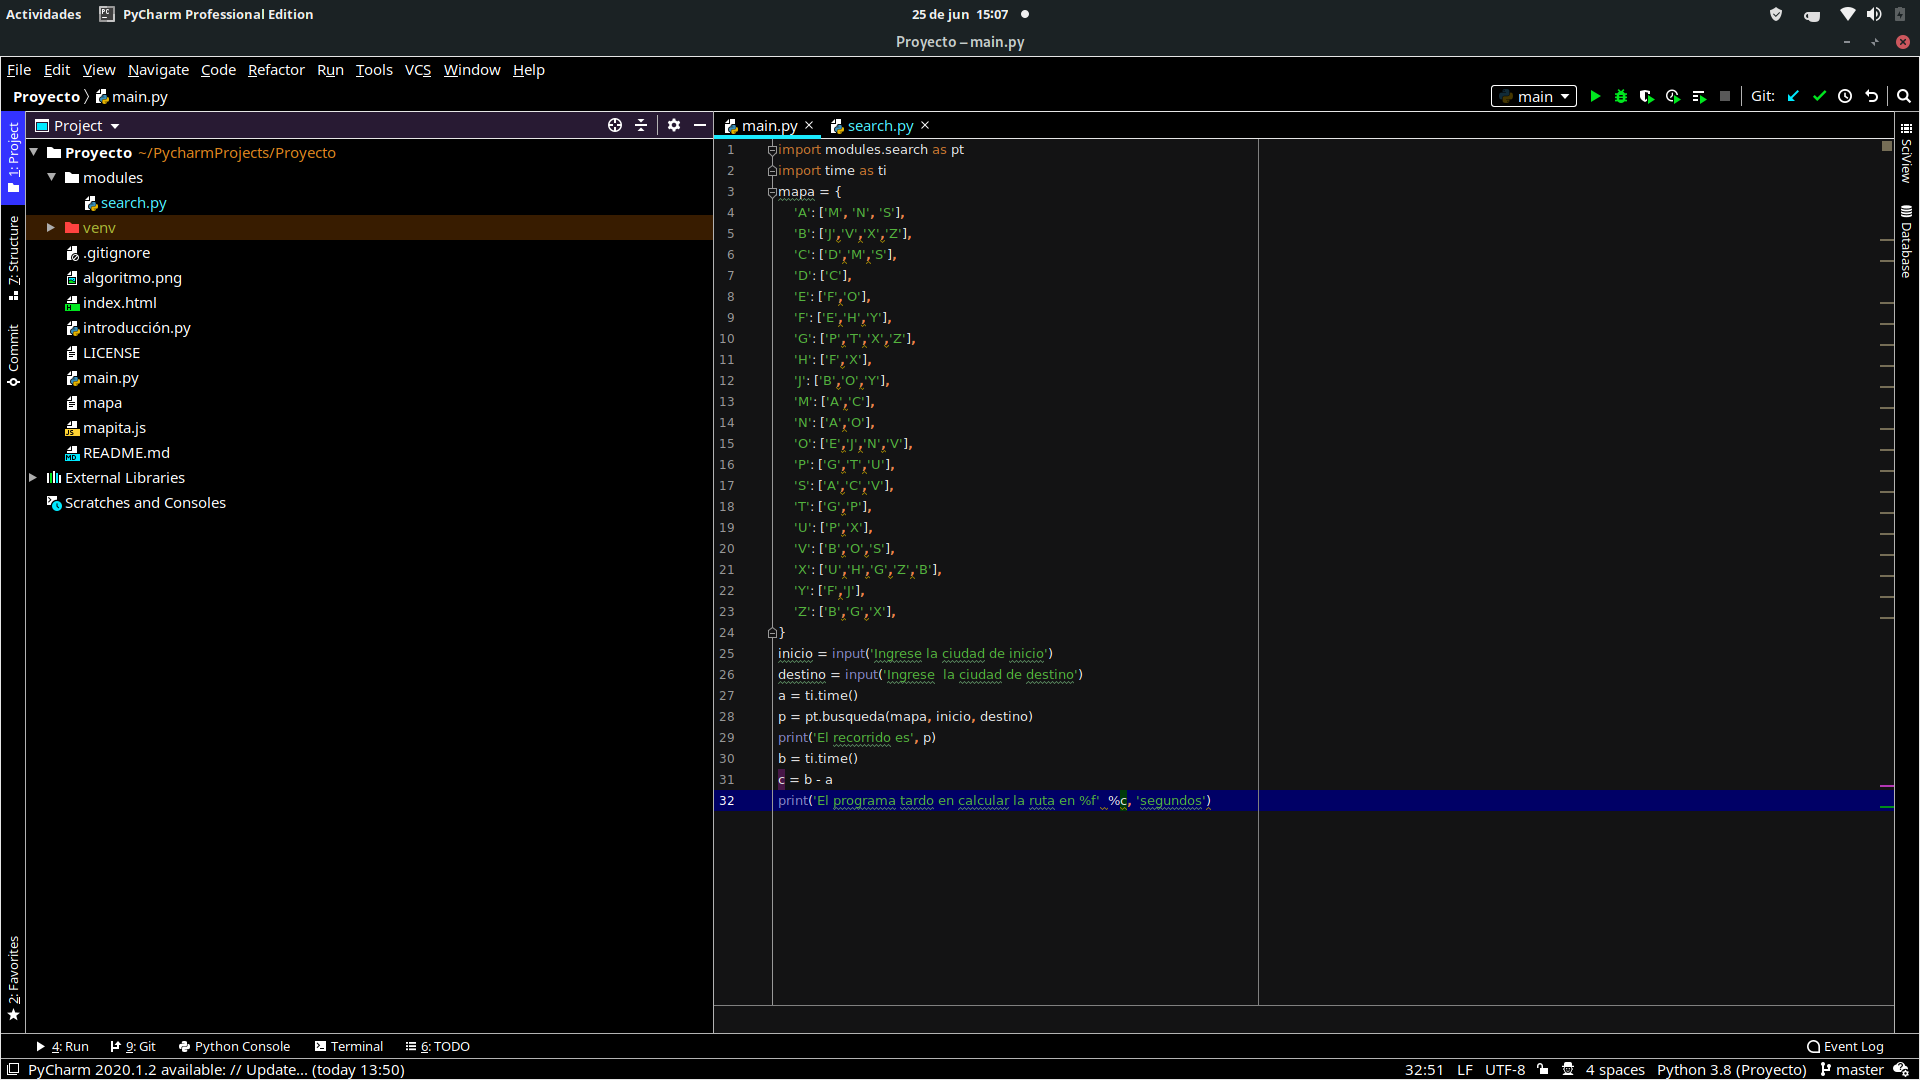 Actividades PyCharm Professional Edition 25 de jun 15:07
Proyecto – main.py
File Edit View Navigate Code Refactor Run Tools VCS Window Help
Proyecto main.py main Git:
1: Project
7: Structure
Commit
2: Favorites
Project
Proyecto ~/PycharmProjects/Proyecto
modules
search.py
venv
.gitignore
algoritmo.png
index.html
introducción.py
LICENSE
main.py
mapa
mapita.js
README.md
External Libraries
Scratches and Consoles
main.py search.py
1 import modules.search as pt
2 import time as ti
3 mapa = {
4 'A': ['M', 'N', 'S'],
5 'B': ['J','V','X','Z'],
6 'C': ['D','M','S'],
7 'D': ['C'],
8 'E': ['F','O'],
9 'F': ['E','H','Y'],
10 'G': ['P','T','X','Z'],
11 'H': ['F','X'],
12 'J': ['B','O','Y'],
13 'M': ['A','C'],
14 'N': ['A','O'],
15 'O': ['E','J','N','V'],
16 'P': ['G','T','U'],
17 'S': ['A','C','V'],
18 'T': ['G','P'],
19 'U': ['P','X'],
20 'V': ['B','O','S'],
21 'X': ['U','H','G','Z','B'],
22 'Y': ['F','J'],
23 'Z': ['B','G','X'],
24 }
25 inicio = input('Ingrese la ciudad de inicio')
26 destino = input('Ingrese  la ciudad de destino')
27 a = ti.time()
28 p = pt.busqueda(mapa, inicio, destino)
29 print('El recorrido es', p)
30 b = ti.time()
31 c = b - a
32 print('El programa tardo en calcular la ruta en %f'  %c, 'segundos')
SciView
Database
4: Run 9: Git Python Console Terminal 6: TODO Event Log
PyCharm 2020.1.2 available: // Update... (today 13:50) 32:51 LF UTF-8 4 spaces Python 3.8 (Proyecto) master